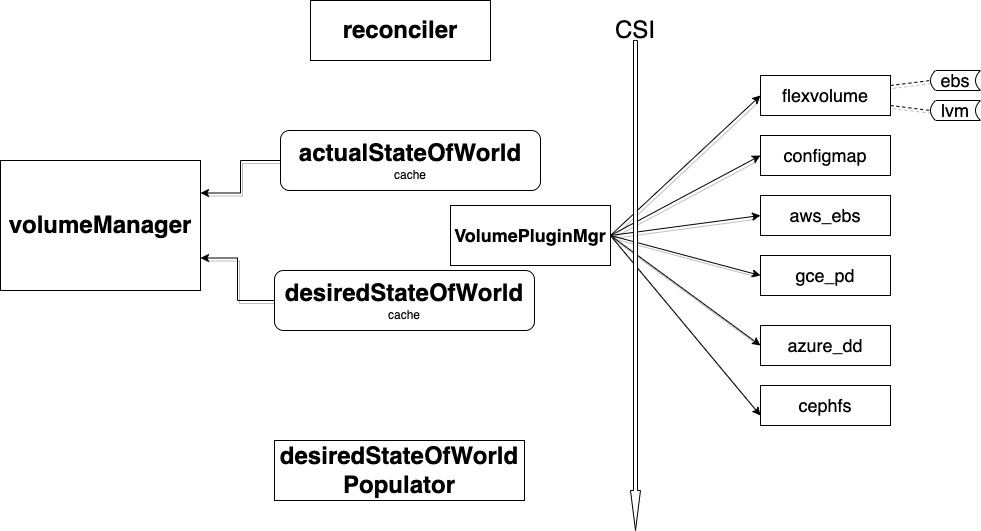 reconciler
CSI
flexvolume
ebs
lvm
actualStateOfWorld
cache
configmap
volumeManager
VolumePluginMgr
aws_ebs
desiredStateOfWorld
cache
gce_pd
azure_dd
cephfs
desiredStateOfWorld
Populator